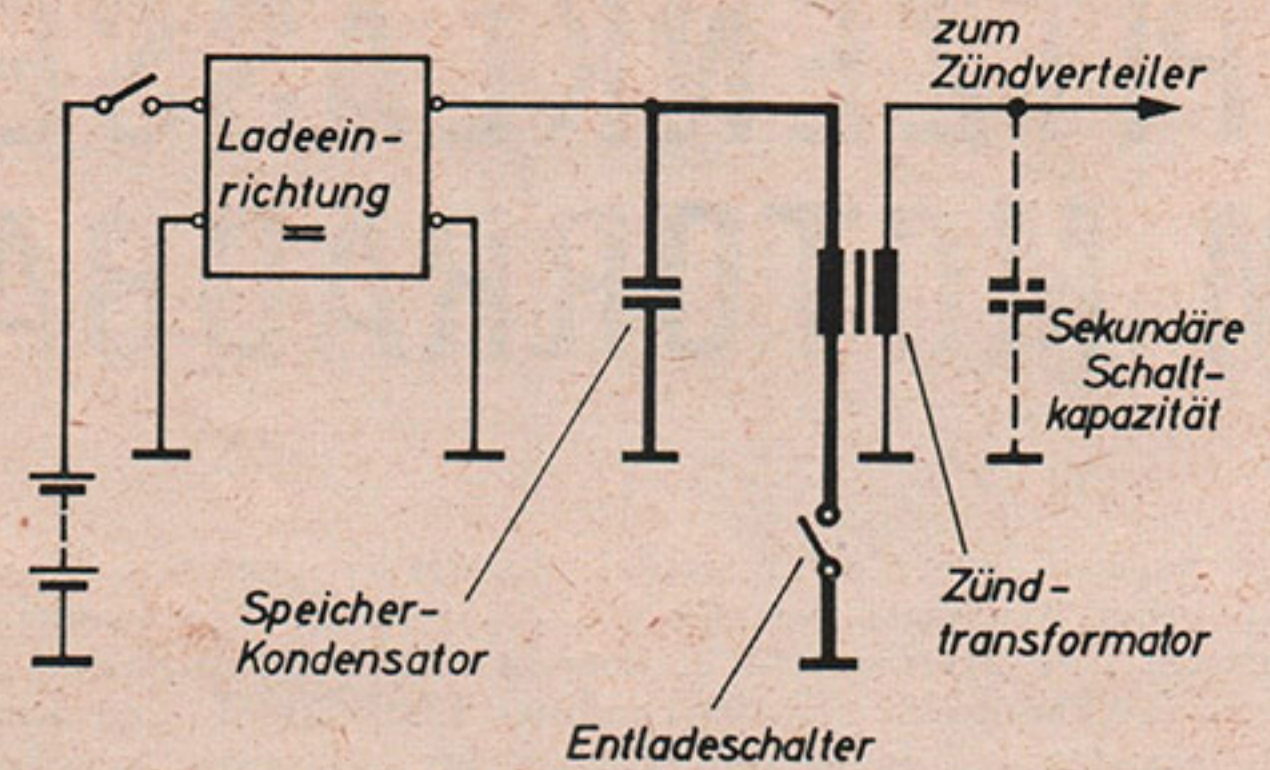 zum
Zündverteiler
Ladeein-
richtung
=
Sekundäre
Schalt-
kapazität
Speicher-
Kondensator
Zünd-
transformator
Entladeschalter